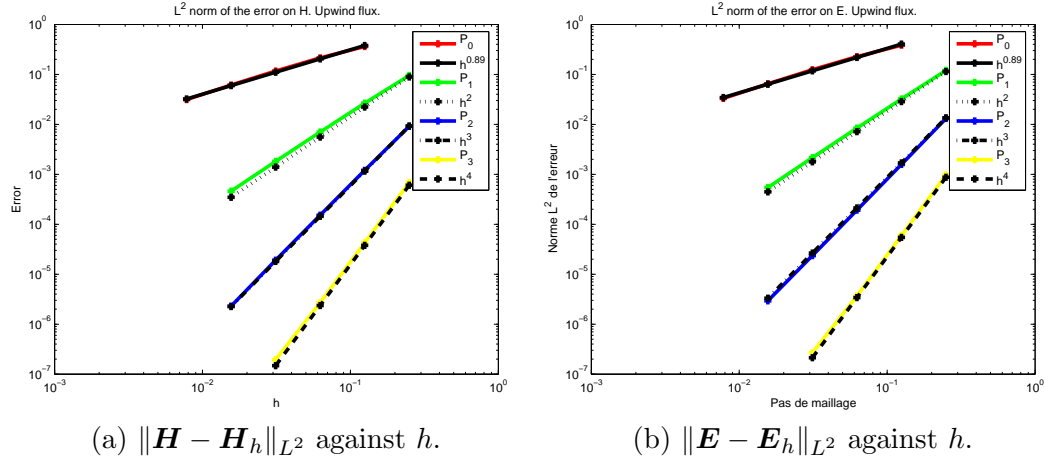 L² norm of the error on H. Upwind flux.
10⁰
10⁻¹
10⁻²
10⁻³
10⁻⁴
10⁻⁵
10⁻⁶
10⁻⁷
Error
P₀
h⁰·⁸⁹
P₁
h²
P₂
h³
P₃
h⁴
10⁻³
10⁻²
10⁻¹
10⁰
h
(a) ‖H − H_h‖_{L²} against h.
L² norm of the error on E. Upwind flux.
10⁰
10⁻¹
10⁻²
10⁻³
10⁻⁴
10⁻⁵
10⁻⁶
10⁻⁷
Norme L² de l'erreur
P₀
h⁰·⁸⁹
P₁
h²
P₂
h³
P₃
h⁴
10⁻³
10⁻²
10⁻¹
10⁰
Pas de maillage
(b) ‖E − E_h‖_{L²} against h.